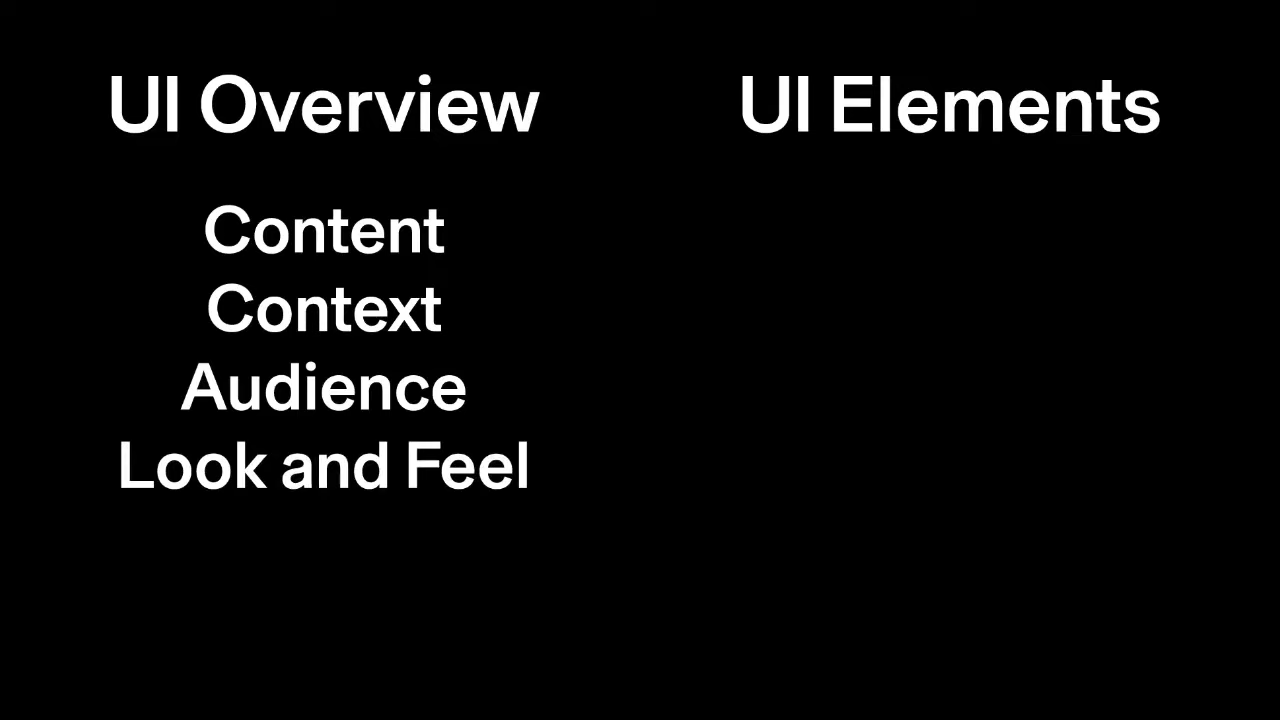 UI Overview
Content
Context
Audience
Look and Feel
UI Elements